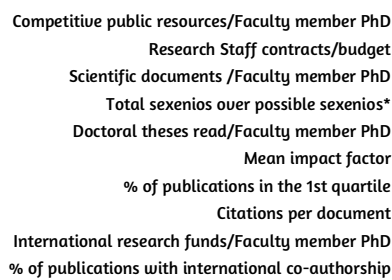 Competitive public resources/Faculty member PhD
Research Staff contracts/budget
Scientific documents /Faculty member PhD
Total sexenios over possible sexenios*
Doctoral theses read/Faculty member PhD
Mean impact factor
% of publications in the 1st quartile
Citations per document
International research funds/Faculty member PhD
% of publications with international co-authorship